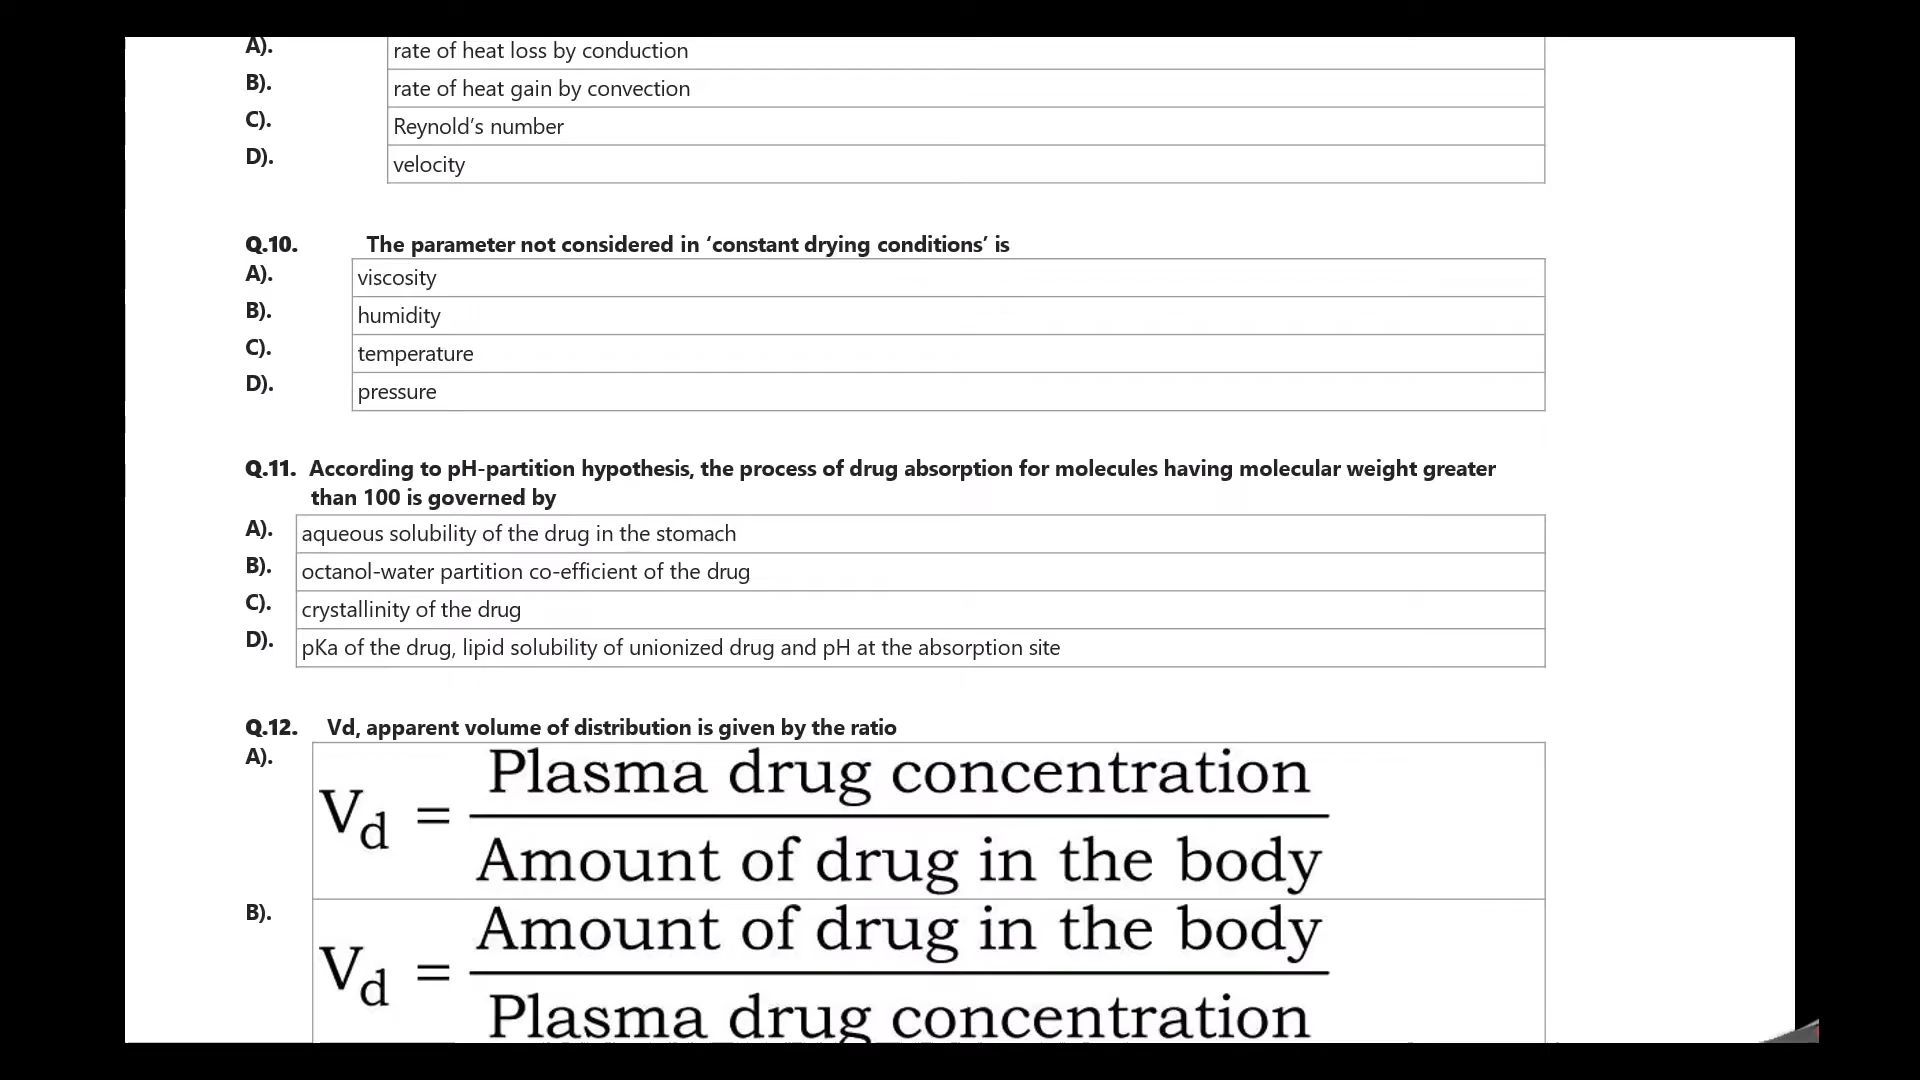 A). rate of heat loss by conduction
B). rate of heat gain by convection
C). Reynold’s number
D). velocity
Q.10. The parameter not considered in ‘constant drying conditions’ is
A). viscosity
B). humidity
C). temperature
D). pressure
Q.11. According to pH-partition hypothesis, the process of drug absorption for molecules having molecular weight greater
than 100 is governed by
A). aqueous solubility of the drug in the stomach
B). octanol-water partition co-efficient of the drug
C). crystallinity of the drug
D). pKa of the drug, lipid solubility of unionized drug and pH at the absorption site
Q.12. Vd, apparent volume of distribution is given by the ratio
A).
Plasma drug concentration
Vd =
Amount of drug in the body
B).
Amount of drug in the body
Vd =
Plasma drug concentration